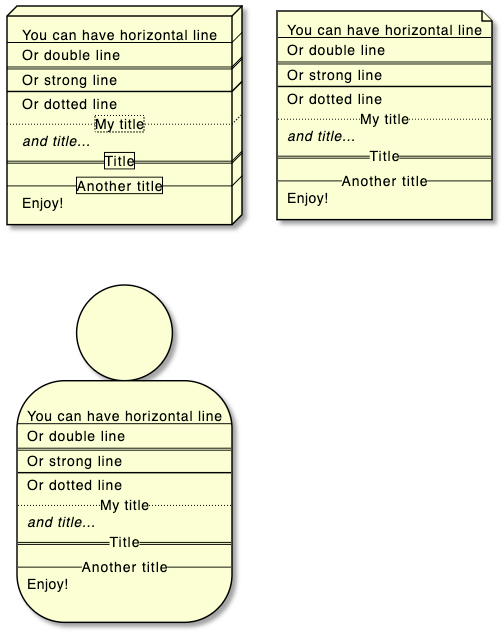 You can have horizontal line
Or double line
Or strong line
Or dotted line
My title
and title...
Title
Another title
Enjoy!
You can have horizontal line
Or double line
Or strong line
Or dotted line
My title
and title...
Title
Another title
Enjoy!
You can have horizontal line
Or double line
Or strong line
Or dotted line
My title
and title...
Title
Another title
Enjoy!